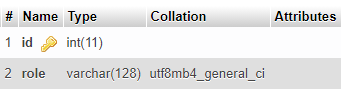 # Name Type Collation Attributes
1 id int(11)
2 role varchar(128) utf8mb4_general_ci